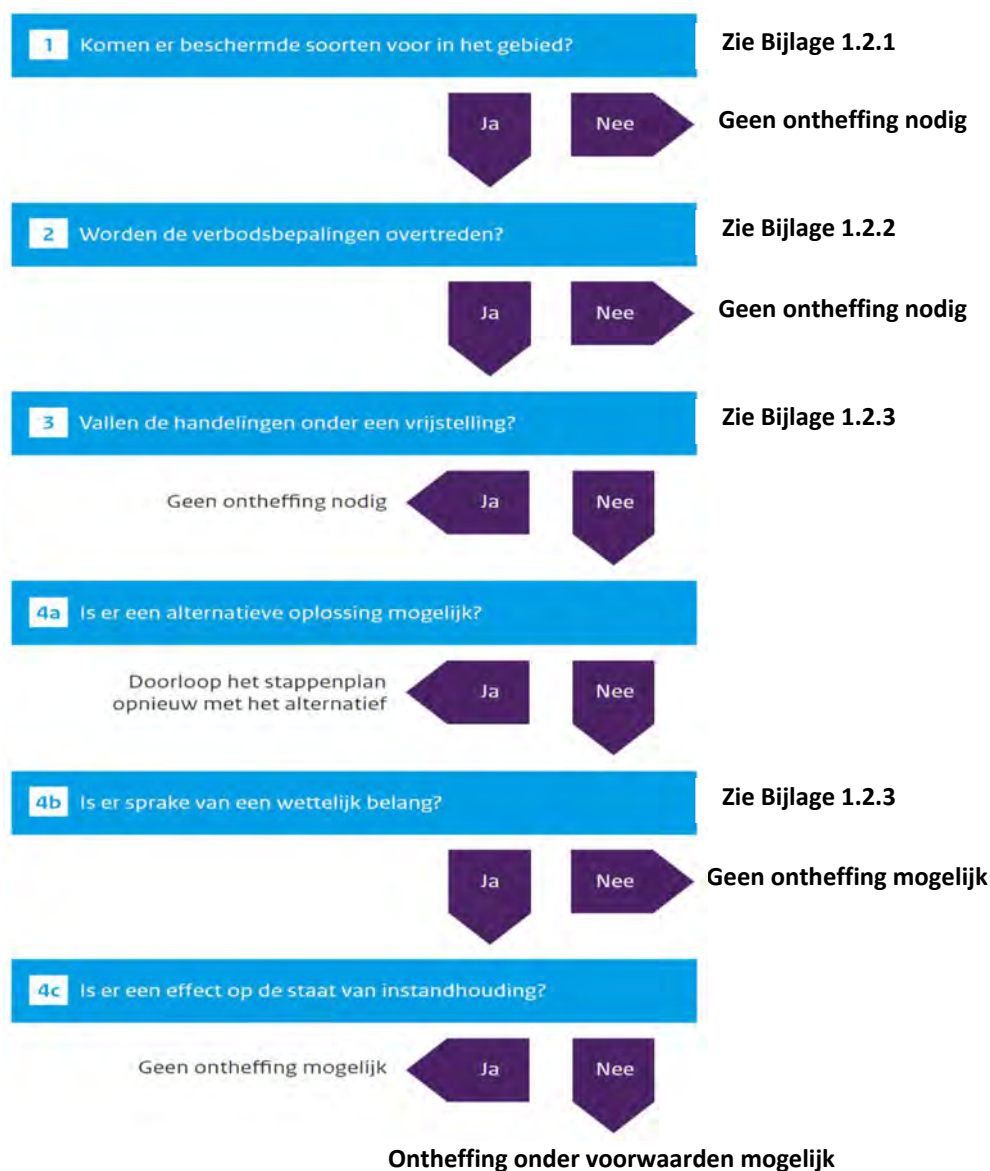 1 Komen er beschermde soorten voor in het gebied? Zie Bijlage 1.2.1
Ja Nee Geen ontheffing nodig
2 Worden de verbodsbepalingen overtreden? Zie Bijlage 1.2.2
Ja Nee Geen ontheffing nodig
3 Vallen de handelingen onder een vrijstelling? Zie Bijlage 1.2.3
Geen ontheffing nodig Ja Nee
4a Is er een alternatieve oplossing mogelijk?
Doorloop het stappenplan
opnieuw met het alternatief Ja Nee
4b Is er sprake van een wettelijk belang? Zie Bijlage 1.2.3
Ja Nee Geen ontheffing mogelijk
4c Is er een effect op de staat van instandhouding?
Geen ontheffing mogelijk Ja Nee
Ontheffing onder voorwaarden mogelijk